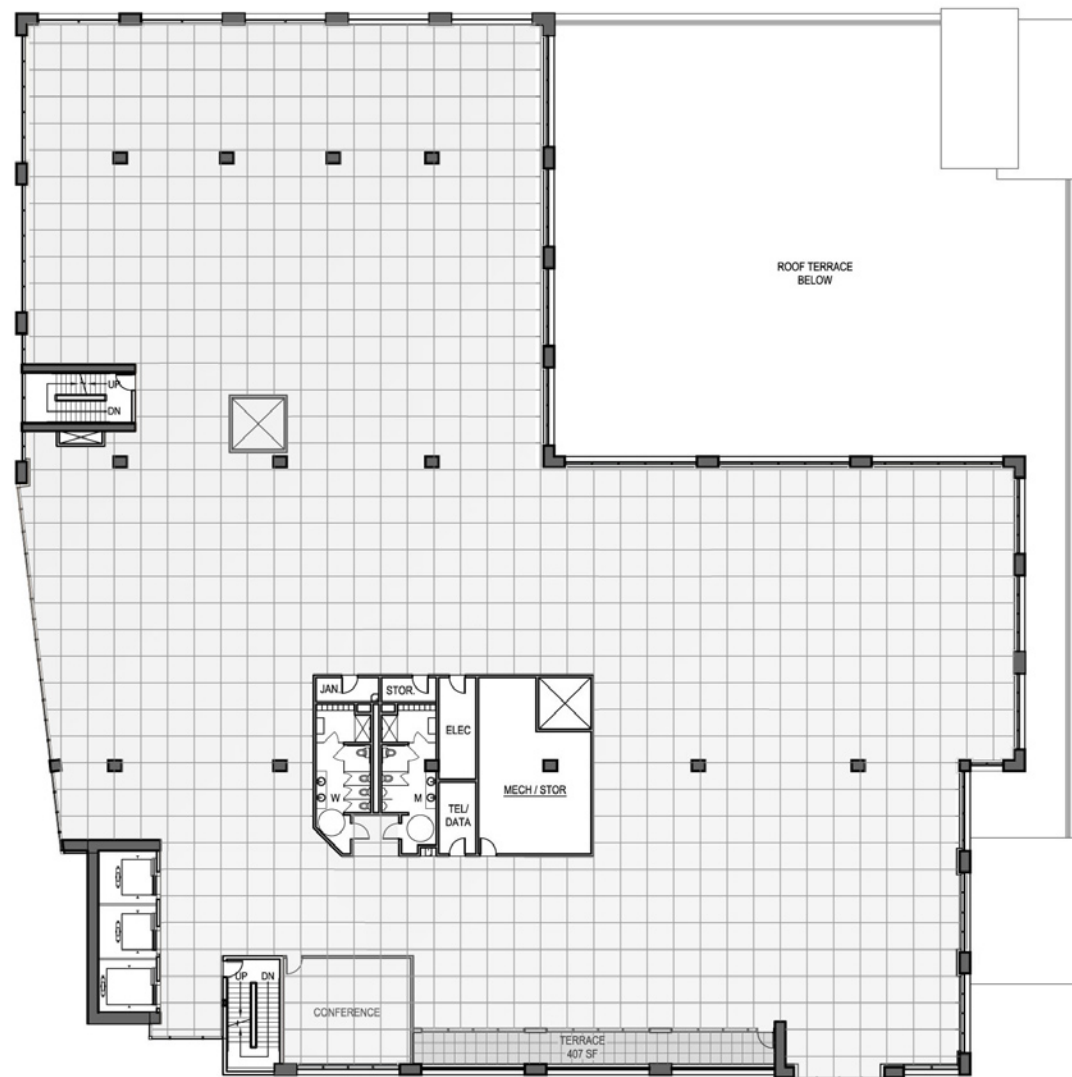 ROOF TERRACE
BELOW
UP
DN
JAN.
STOR.
ELEC
MECH / STOR
W
M
TEL/
DATA
UP DN
CONFERENCE
TERRACE
407 SF